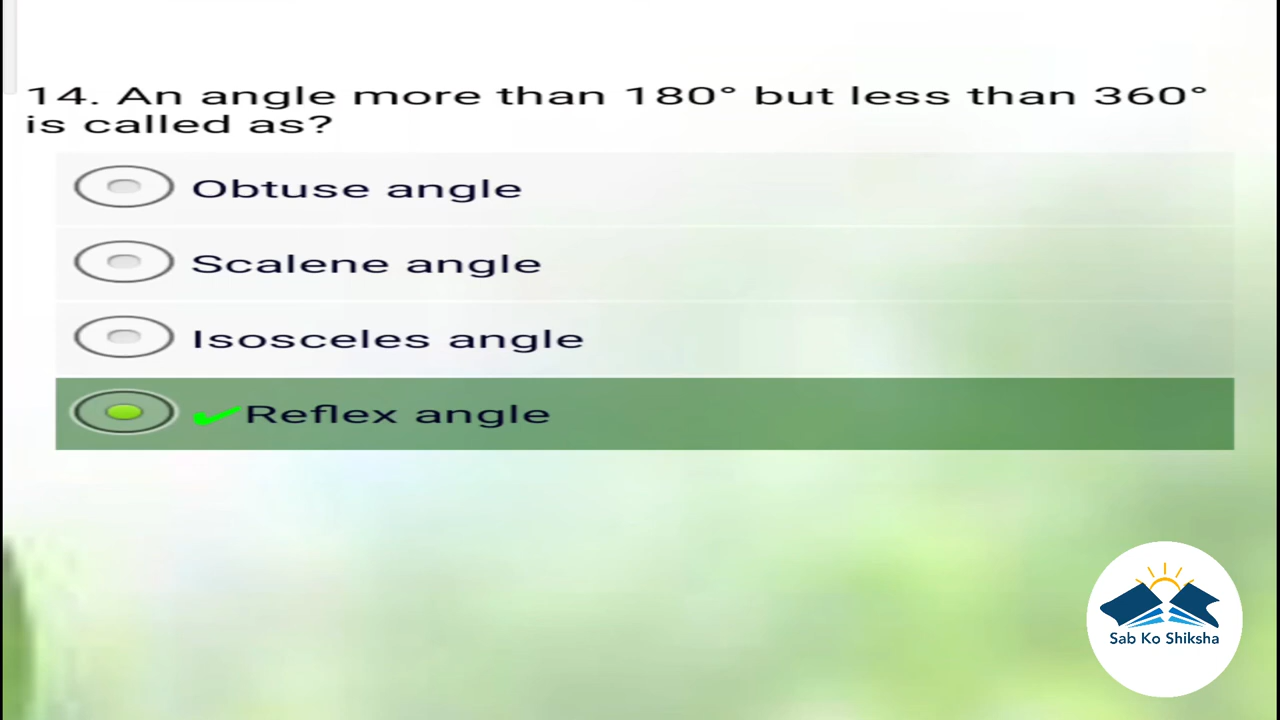 14. An angle more than 180° but less than 360°
is called as?
Obtuse angle
Scalene angle
Isosceles angle
✔Reflex angle
Sab Ko Shiksha